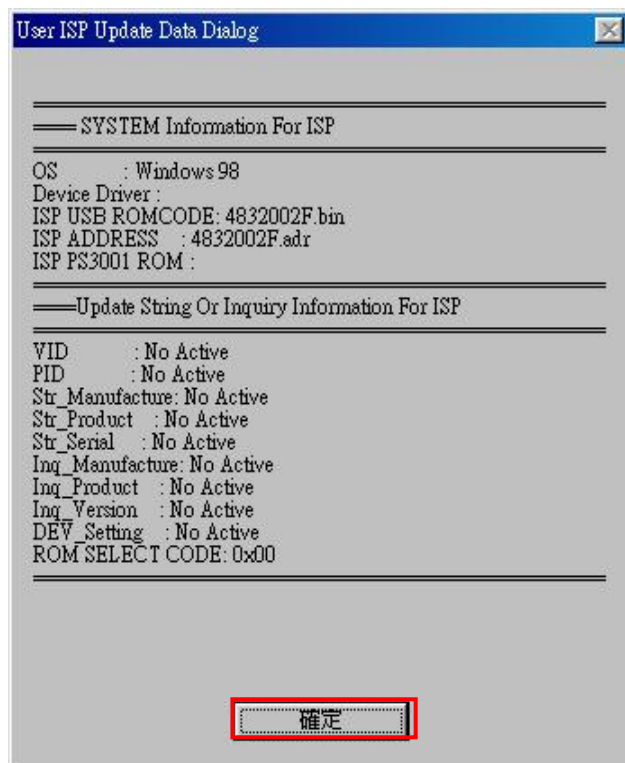 User ISP Update Data Dialog
SYSTEM Information For ISP
OS : Windows 98
Device Driver :
ISP USB ROMCODE: 4832002F.bin
ISP ADDRESS : 4832002F.adr
ISP PS3001 ROM :
Update String Or Inquiry Information For ISP
VID : No Active
PID : No Active
Str_Manufacture: No Active
Str_Product : No Active
Str_Serial : No Active
Inq_Manufacture: No Active
Inq_Product : No Active
Inq_Version : No Active
DEV_Setting : No Active
ROM SELECT CODE: 0x00
確定